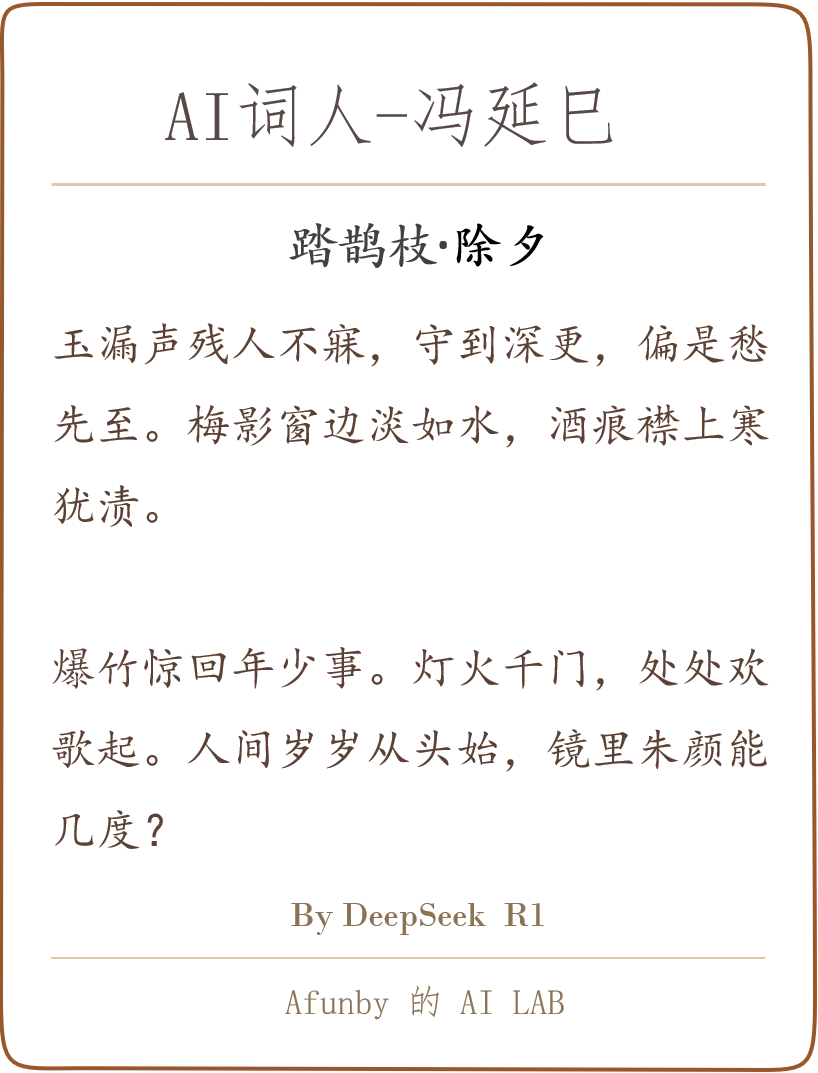 AI词人-冯延巳
踏鹊枝·除夕
玉漏声残人不寐，守到深更，偏是愁
先至。梅影窗边淡如水，酒痕襟上寒
犹渍。
爆竹惊回年少事。灯火千门，处处欢
歌起。人间岁岁从头始，镜里朱颜能
几度？
By DeepSeek R1
Afunby 的 AI LAB